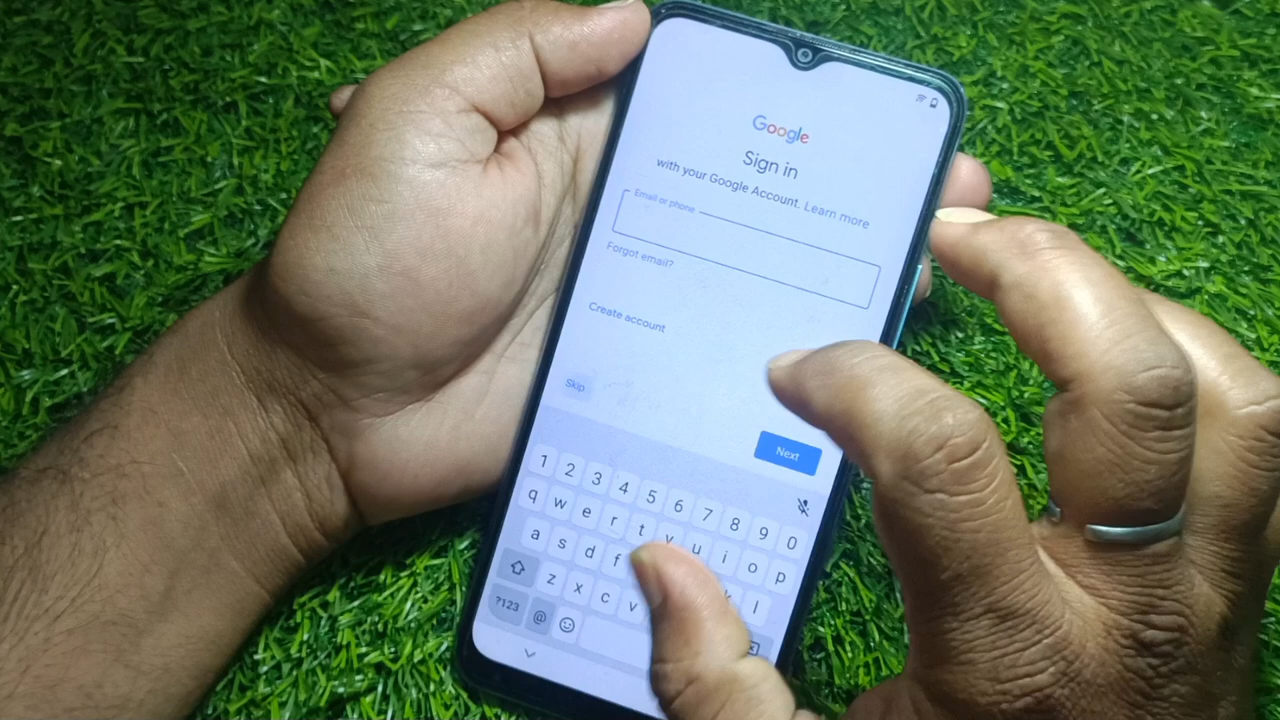 Google
Sign in
with your Google Account. Learn more
Email or phone
Forgot email?
Create account
Skip
Next
1 2 3 4 5 6 7 8 9 0
q w e r t y u i o p
a s d f
l
z x c v
?123 @